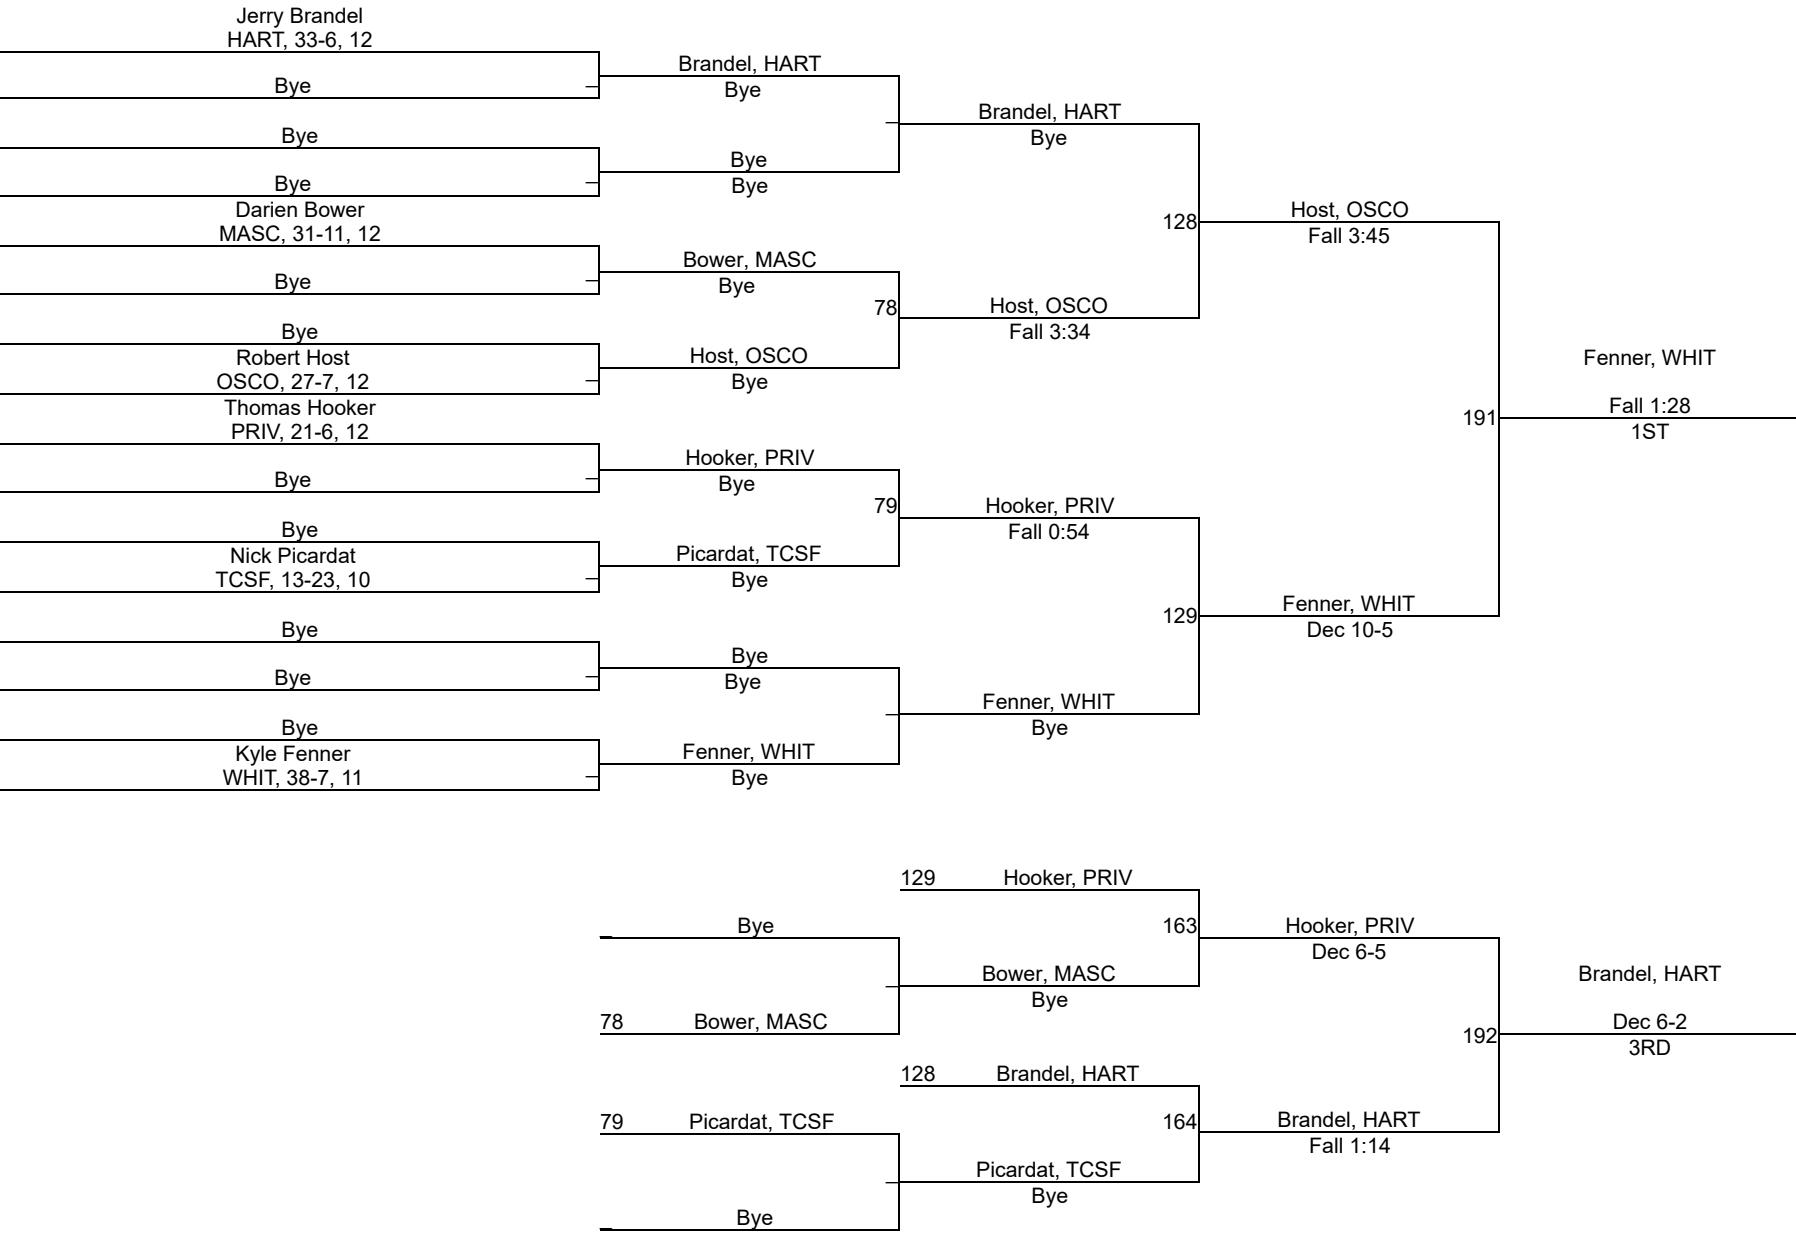 Jerry Brandel
HART, 33-6, 12
Bye
Bye
Bye
Darien Bower
MASC, 31-11, 12
Bye
Bye
Robert Host
OSCO, 27-7, 12
Thomas Hooker
PRIV, 21-6, 12
Bye
Bye
Nick Picardat
TCSF, 13-23, 10
Bye
Bye
Bye
Kyle Fenner
WHIT, 38-7, 11
Brandel, HART
Bye
Bye
Bye
Bower, MASC
Bye
78
Host, OSCO
Bye
Hooker, PRIV
Bye
79
Picardat, TCSF
Bye
Bye
Bye
Fenner, WHIT
Bye
Brandel, HART
Bye
128
Host, OSCO
Fall 3:34
Hooker, PRIV
Fall 0:54
129
Fenner, WHIT
Bye
Host, OSCO
Fall 3:45
191
Fenner, WHIT
Dec 10-5
Fenner, WHIT
Fall 1:28
1ST
Bye
78 Bower, MASC
79 Picardat, TCSF
Bye
129 Hooker, PRIV
163
Bower, MASC
Bye
128 Brandel, HART
164
Picardat, TCSF
Bye
Hooker, PRIV
Dec 6-5
192
Brandel, HART
Fall 1:14
Brandel, HART
Dec 6-2
3RD